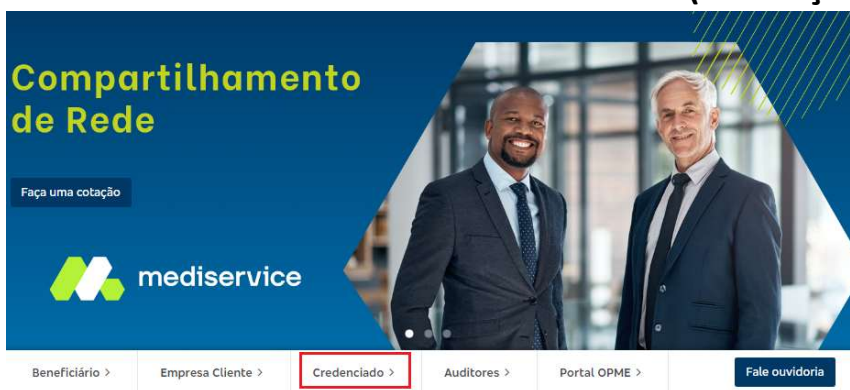 Compartilhamento
de Rede
Faça uma cotação
mediservice
Beneficiário >
Empresa Cliente >
Credenciado >
Auditores >
Portal OPME >
Fale ouvidoria